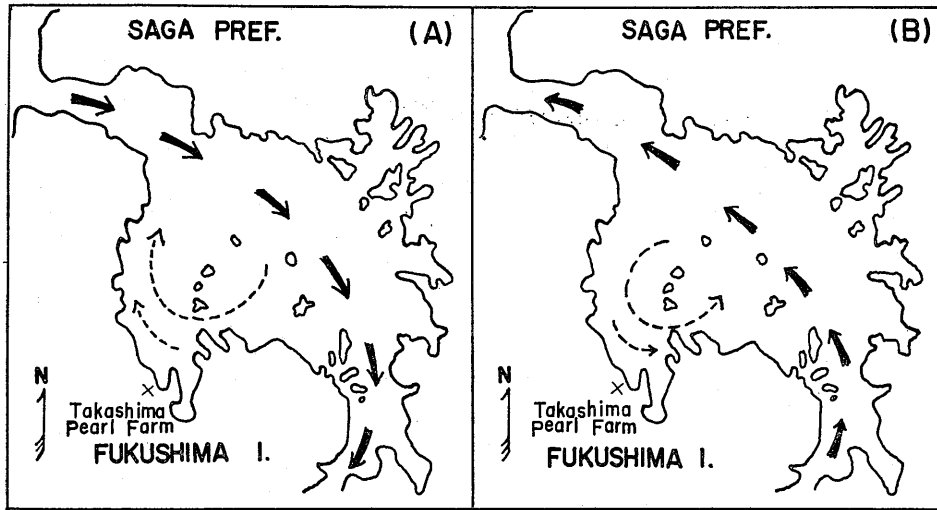 SAGA PREF.
(A)
N
Takashima
Pearl Farm
FUKUSHIMA I.
SAGA PREF.
(B)
N
Takashima
Pearl Farm
FUKUSHIMA I.